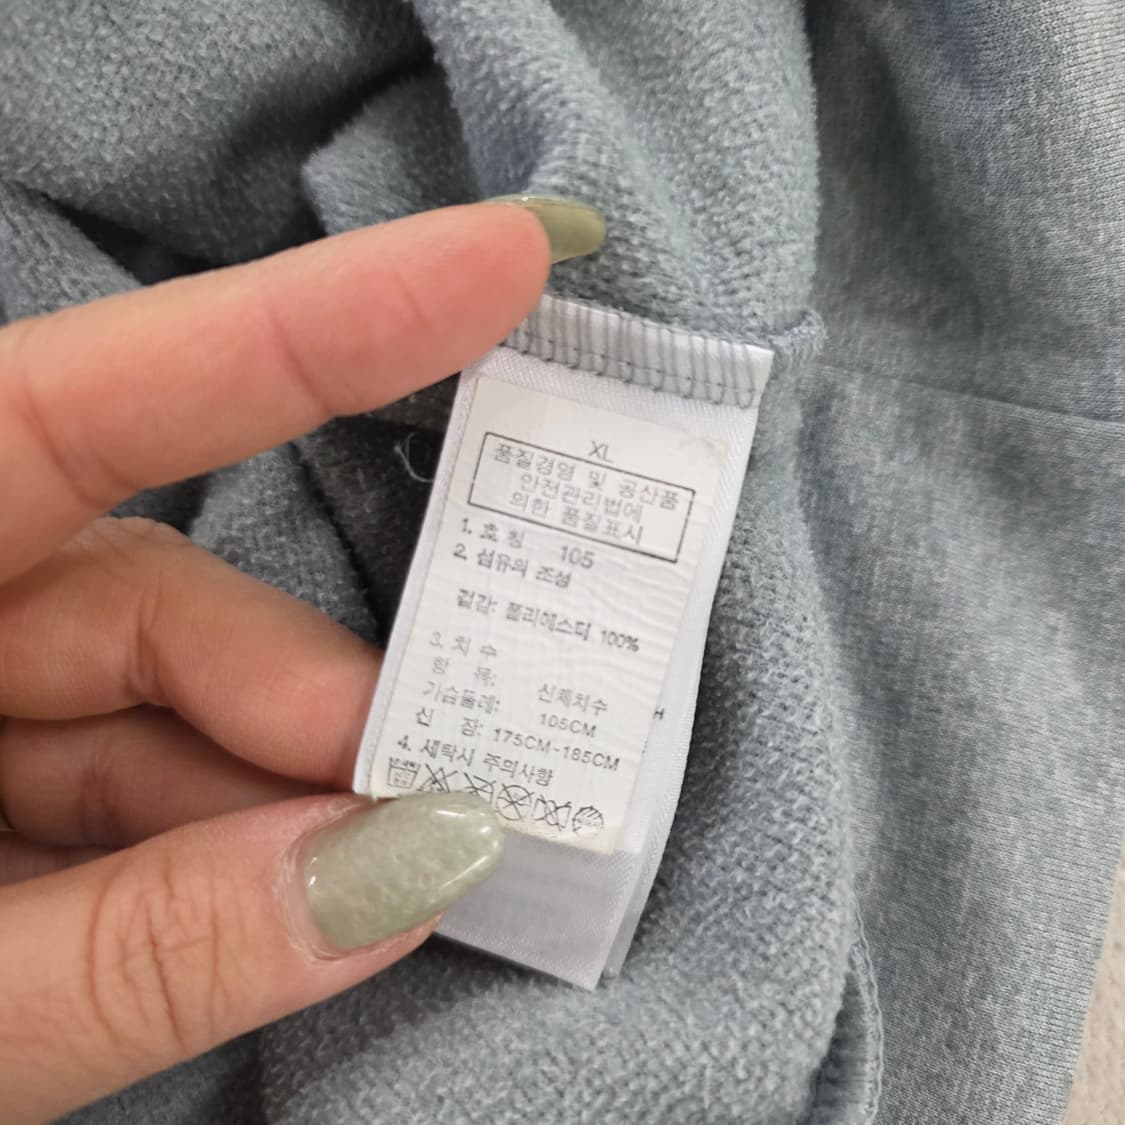 XL
품질경영 및 공산품
안전관리법에
의한 품질표시
1. 호 칭 105
2. 섬유의 조성
겉감: 폴리에스터 100%
3. 치 수
항 목: 신체치수
가슴둘레: 105CM
신 장: 175CM-185CM
4. 세탁시 주의사항
H